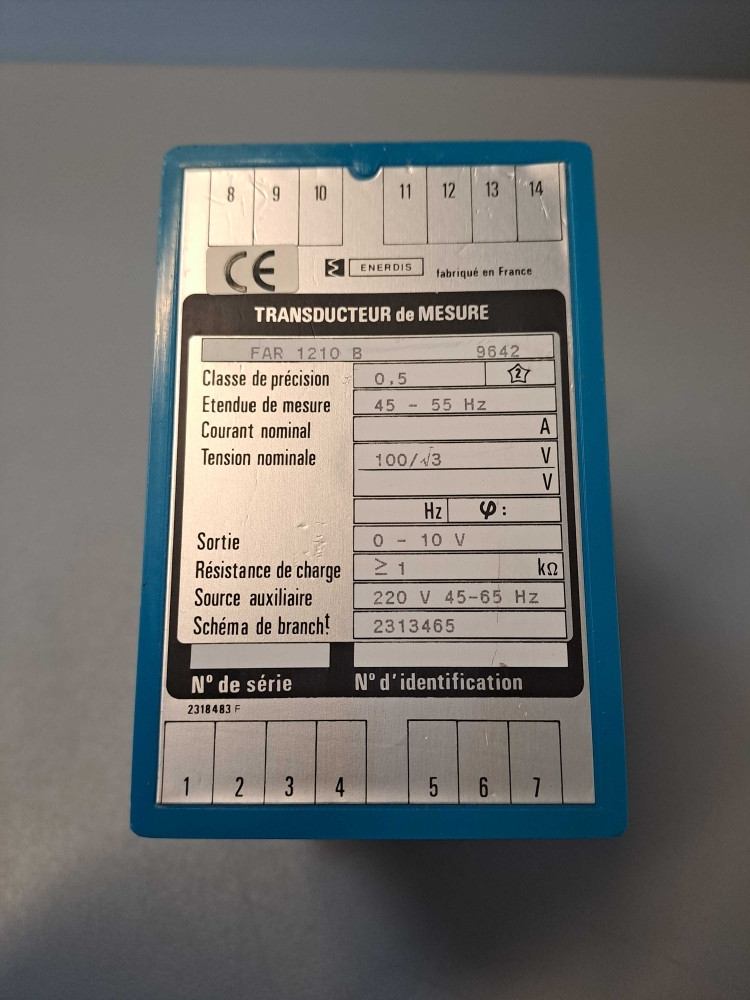 8 9 10 11 12 13 14
CE ENERDIS fabriqué en France
TRANSDUCTEUR de MESURE
FAR 1210 B 9642
Classe de précision 0,5 2
Etendue de mesure 45 - 55 Hz
Courant nominal A
Tension nominale 100/√3 V
V
Hz φ:
Sortie 0 - 10 V
Résistance de charge ≥ 1 kΩ
Source auxiliaire 220 V 45-65 Hz
Schéma de brancht. 2313465
N° de série N° d'identification
2318483 F
1 2 3 4 5 6 7